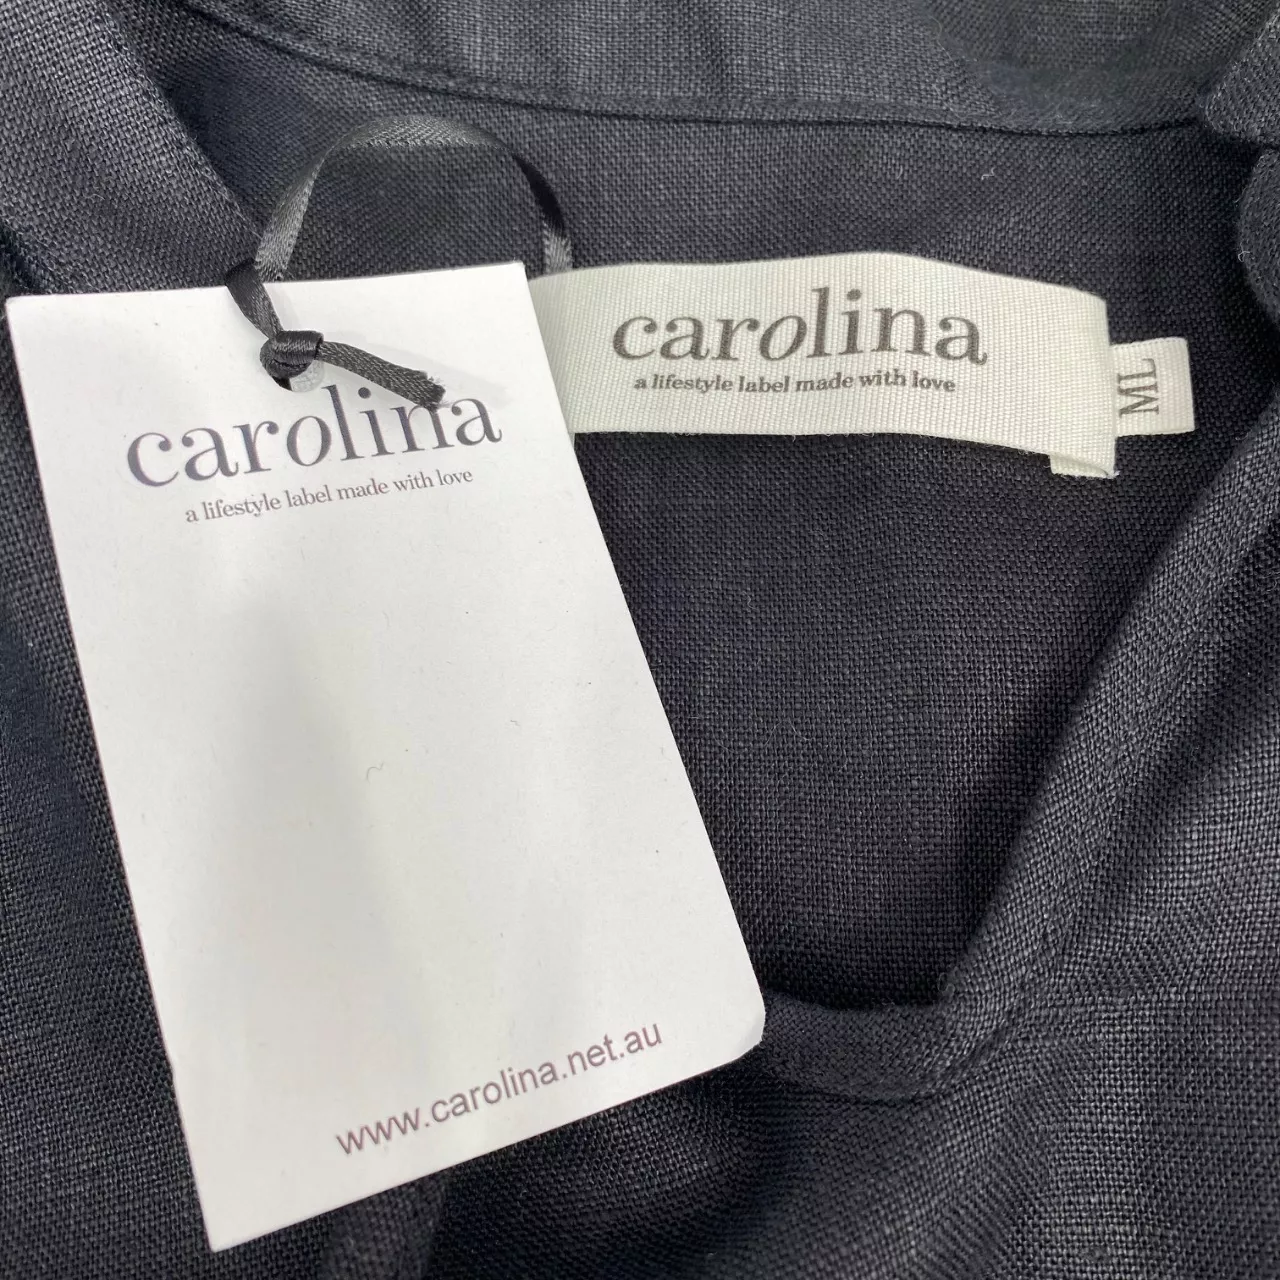 carolina
a lifestyle label made with love
www.carolina.net.au
carolina
a lifestyle label made with love
ML